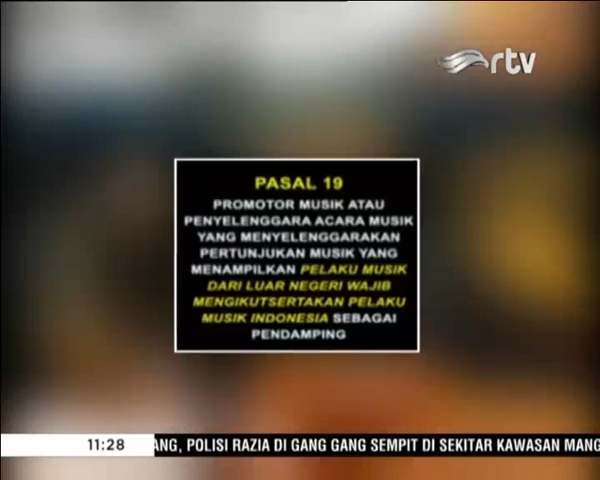 rtv
PASAL 19
PROMOTOR MUSIK ATAU
PENYELENGGARA ACARA MUSIK
YANG MENYELENGGARAKAN
PERTUNJUKAN MUSIK YANG
MENAMPILKAN PELAKU MUSIK
DARI LUAR NEGERI WAJIB
MENGIKUTSERTAKAN PELAKU
MUSIK INDONESIA SEBAGAI
PENDAMPING
11:28 ANG, POLISI RAZIA DI GANG GANG SEMPIT DI SEKITAR KAWASAN MANG